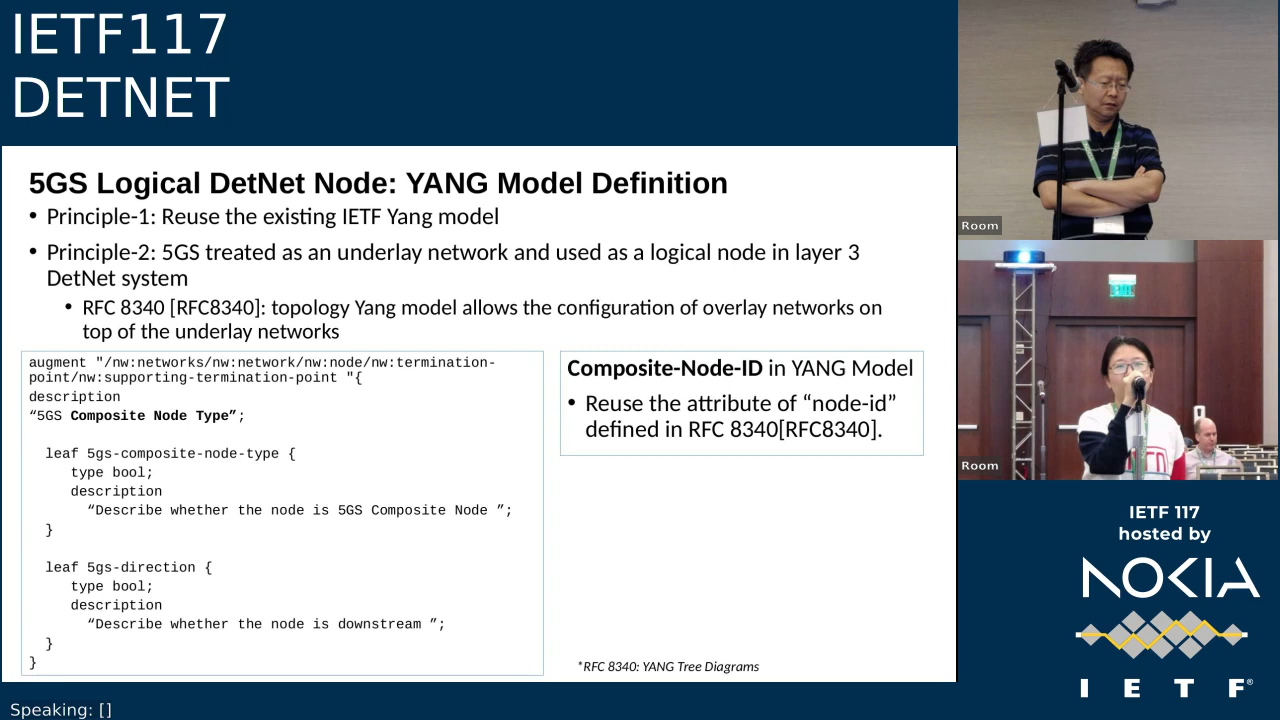 IETF117
DETNET
5GS Logical DetNet Node: YANG Model Definition
• Principle-1: Reuse the existing IETF Yang model
• Principle-2: 5GS treated as an underlay network and used as a logical node in layer 3
DetNet system
• RFC 8340 [RFC8340]: topology Yang model allows the configuration of overlay networks on
top of the underlay networks
augment "/nw:networks/nw:network/nw:node/nw:termination-
point/nw:supporting-termination-point "{
description
“5GS Composite Node Type”;
leaf 5gs-composite-node-type {
type bool;
description
“Describe whether the node is 5GS Composite Node ”;
}
leaf 5gs-direction {
type bool;
description
“Describe whether the node is downstream ”;
}
}
Composite-Node-ID in YANG Model
• Reuse the attribute of “node-id”
defined in RFC 8340[RFC8340].
*RFC 8340: YANG Tree Diagrams
Room
Room
IETF 117
hosted by
NOKIA
I E T F®
Speaking: []